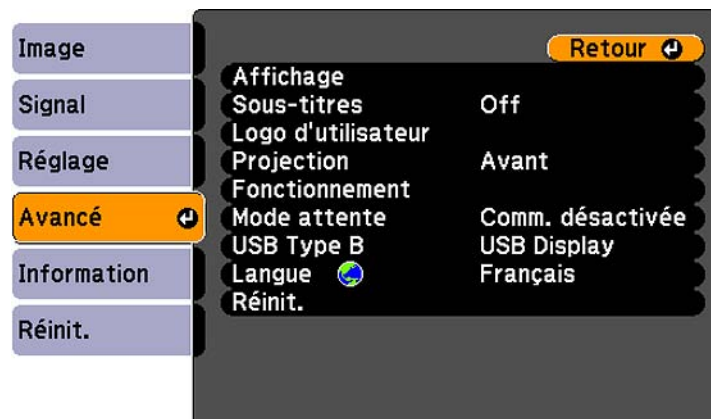 Image
Signal
Réglage
Avancé
Information
Réinit.
Retour
Affichage
Sous-titres Off
Logo d'utilisateur
Projection Avant
Fonctionnement
Mode attente Comm. désactivée
USB Type B USB Display
Langue Français
Réinit.